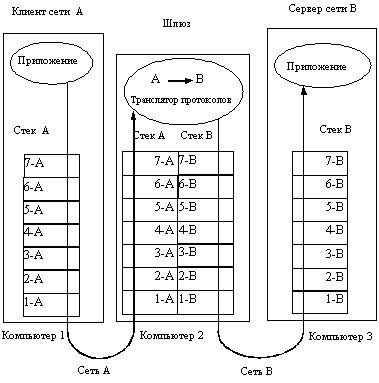 Клиент сети А
Шлюз
Сервер сети В
Приложение
А В
Транслятор протоколов
Приложение
Стек А
Стек А Стек В
Стек В
7-А
6-А
5-А
4-А
3-А
2-А
1-А
7-А 7-В
6-А 6-В
5-А 5-В
4-А 4-В
3-А 3-В
2-А 2-В
1-А 1-В
7-В
6-В
5-В
4-В
3-В
2-В
1-В
Компьютер 1
Компьютер 2
Компьютер 3
Сеть А
Сеть В